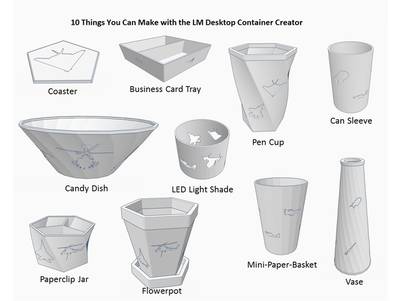 10 Things You Can Make with the LM Desktop Container Creator
Coaster
Business Card Tray
Pen Cup
Can Sleeve
Candy Dish
LED Light Shade
Paperclip Jar
Flowerpot
Mini-Paper-Basket
Vase